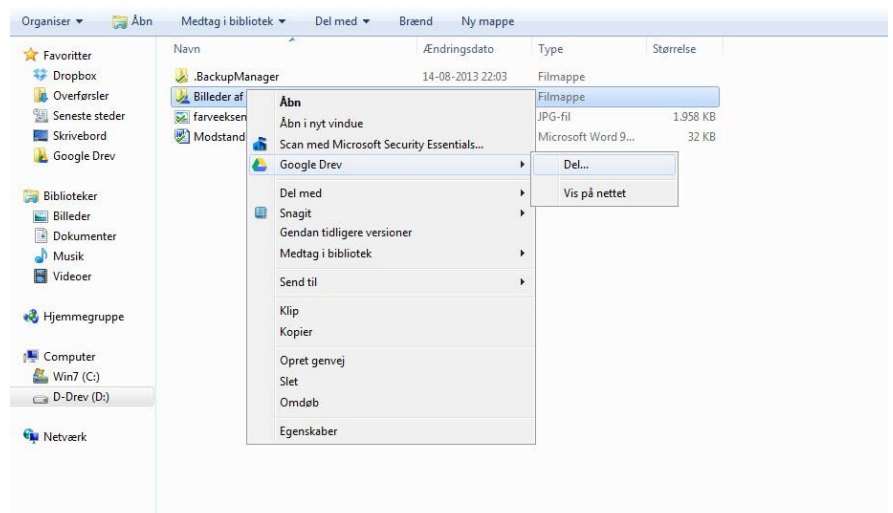 Organiser Åbn Medtag i bibliotek Del med Brænd Ny mappe
Navn Ændringsdato Type Størrelse
Favoritter
Dropbox
Overførsler
Seneste steder
Skrivebord
Google Drev
Biblioteker
Billeder
Dokumenter
Musik
Videoer
Hjemmegruppe
Computer
Win7 (C:)
D-Drev (D:)
Netværk
.BackupManager 14-08-2013 22:03 Filmappe
Billeder af Filmappe
farveeksen JPG-fil 1.958 KB
Modstand Microsoft Word 9... 32 KB
Åbn
Åbn i nyt vindue
Scan med Microsoft Security Essentials...
Google Drev
Del med
Snagit
Gendan tidligere versioner
Medtag i bibliotek
Send til
Klip
Kopier
Opret genvej
Slet
Omdøb
Egenskaber
Del...
Vis på nettet